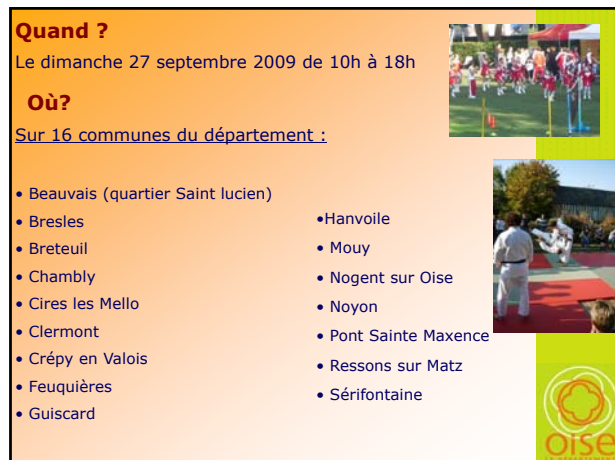 Quand ?
Le dimanche 27 septembre 2009 de 10h à 18h
Où?
Sur 16 communes du département :
• Beauvais (quartier Saint lucien)
• Bresles
• Breteuil
• Chambly
• Cires les Mello
• Clermont
• Crépy en Valois
• Feuquières
• Guiscard
•Hanvoile
• Mouy
• Nogent sur Oise
• Noyon
• Pont Sainte Maxence
• Ressons sur Matz
• Sérifontaine
oise